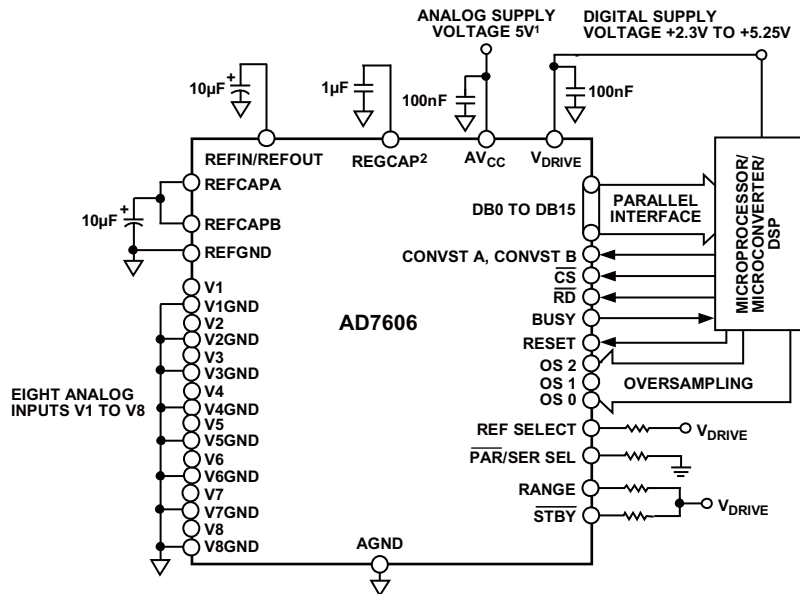 ANALOG SUPPLY
VOLTAGE 5V1
DIGITAL SUPPLY
VOLTAGE +2.3V TO +5.25V
10µF
+
1µF
100nF
100nF
REFIN/REFOUT
REGCAP2
AVCC
VDRIVE
REFCAPA
10µF
+
REFCAPB
REFGND
DB0 TO DB15
PARALLEL
INTERFACE
MICROPROCESSOR/
MICROCONVERTER/
DSP
CONVST A, CONVST B
CS
RD
BUSY
RESET
OS 2
OS 1
OS 0
OVERSAMPLING
AD7606
V1
V1GND
V2
V2GND
V3
V3GND
V4
V4GND
V5
V5GND
V6
V6GND
V7
V7GND
V8
V8GND
EIGHT ANALOG
INPUTS V1 TO V8
REF SELECT
VDRIVE
PAR/SER SEL
RANGE
STBY
VDRIVE
AGND